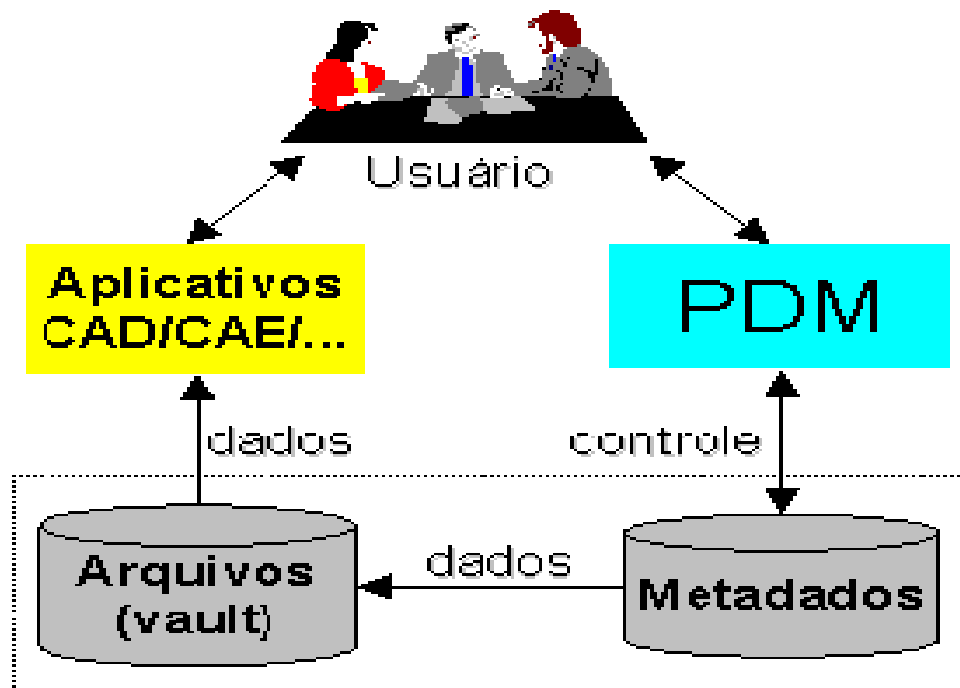 Usuário
Aplicativos
CAD/CAE/...
PDM
dados
controle
Arquivos
(vault)
dados
Metadados